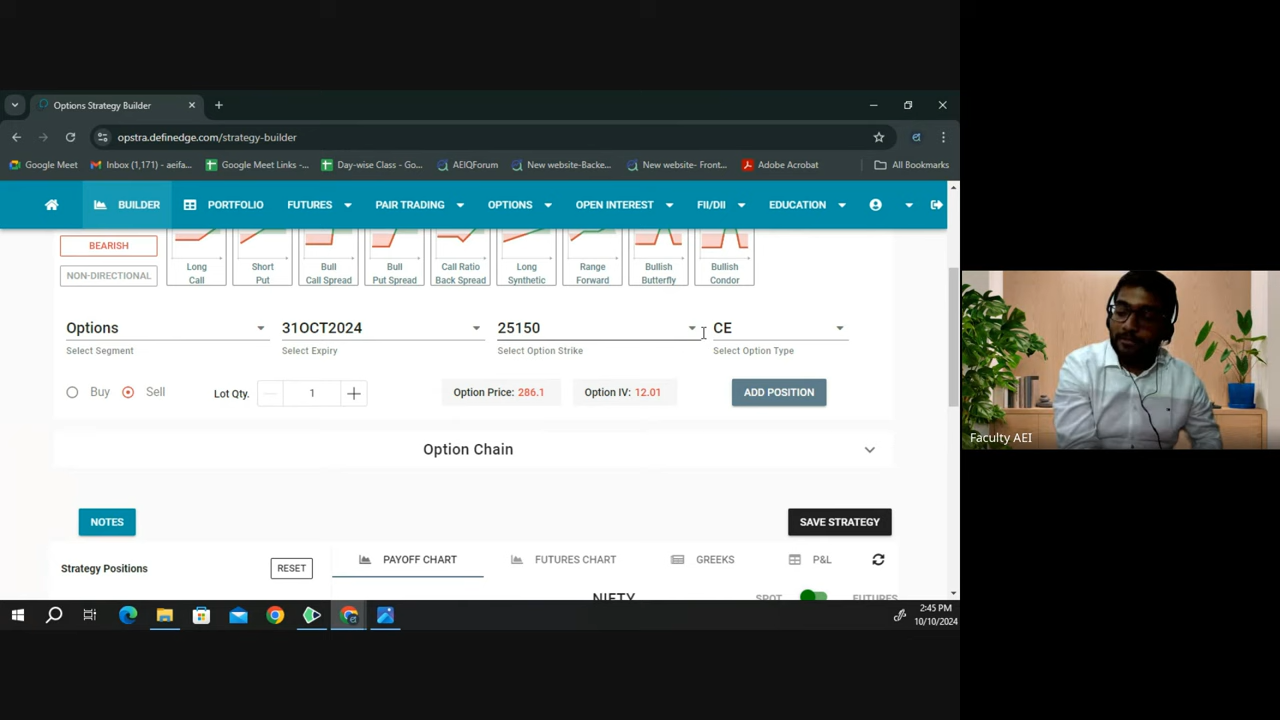 Options Strategy Builder
opstra.definedge.com/strategy-builder
Google Meet
Inbox (1,171) - aeifa...
Google Meet Links -...
Day-wise Class - Go...
AEIQForum
New website-Backe...
New website- Front...
Adobe Acrobat
All Bookmarks
BUILDER
PORTFOLIO
FUTURES
PAIR TRADING
OPTIONS
OPEN INTEREST
FII/DII
EDUCATION
BEARISH
NON-DIRECTIONAL
Long
Call
Short
Put
Bull
Call Spread
Bull
Put Spread
Call Ratio
Back Spread
Long
Synthetic
Range
Forward
Bullish
Butterfly
Bullish
Condor
Options
31OCT2024
25150
CE
Select Segment
Select Expiry
Select Option Strike
Select Option Type
Buy
Sell
Lot Qty.
1
Option Price: 286.1
Option IV: 12.01
ADD POSITION
Option Chain
NOTES
SAVE STRATEGY
Strategy Positions
RESET
PAYOFF CHART
FUTURES CHART
GREEKS
P&L
NIFTY
SPOT
FUTURES
2:45 PM
10/10/2024
Faculty AEI